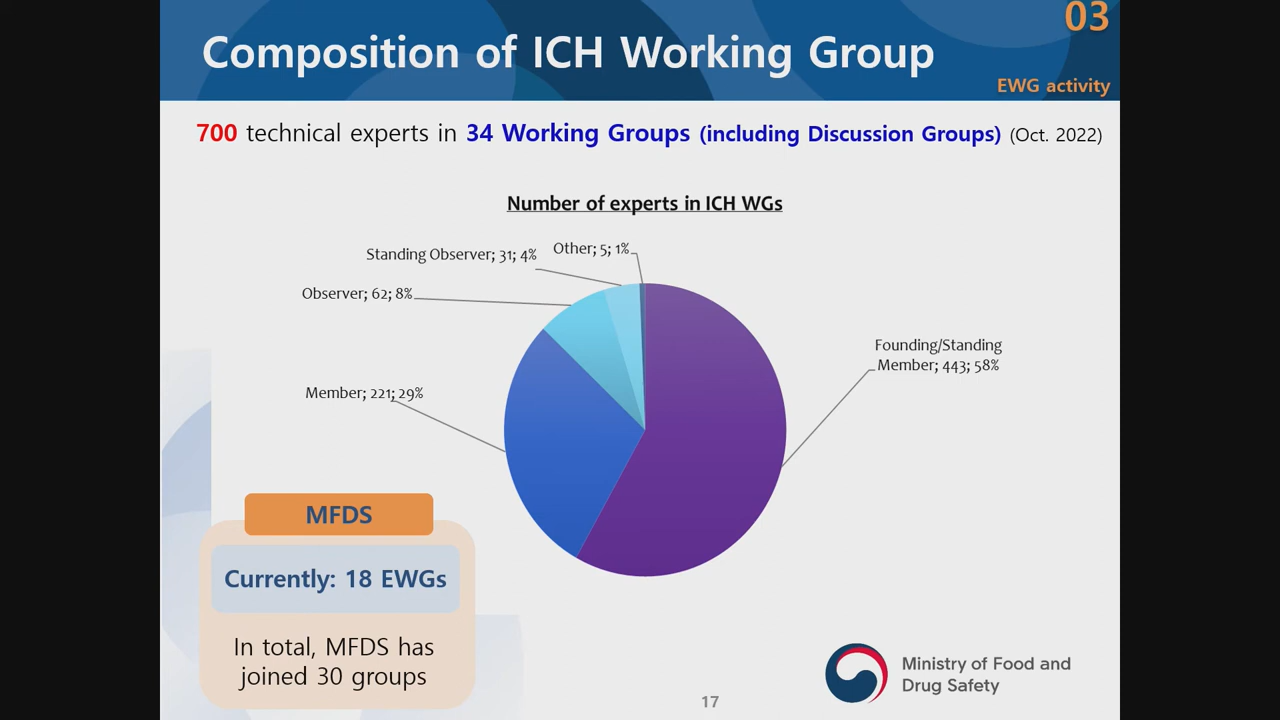 03
Composition of ICH Working Group
EWG activity
700 technical experts in 34 Working Groups (including Discussion Groups) (Oct. 2022)
Number of experts in ICH WGs
Standing Observer; 31; 4%
Other; 5; 1%
Observer; 62; 8%
Founding/Standing
Member; 443; 58%
Member; 221; 29%
MFDS
Currently: 18 EWGs
In total, MFDS has
joined 30 groups
Ministry of Food and
Drug Safety
17